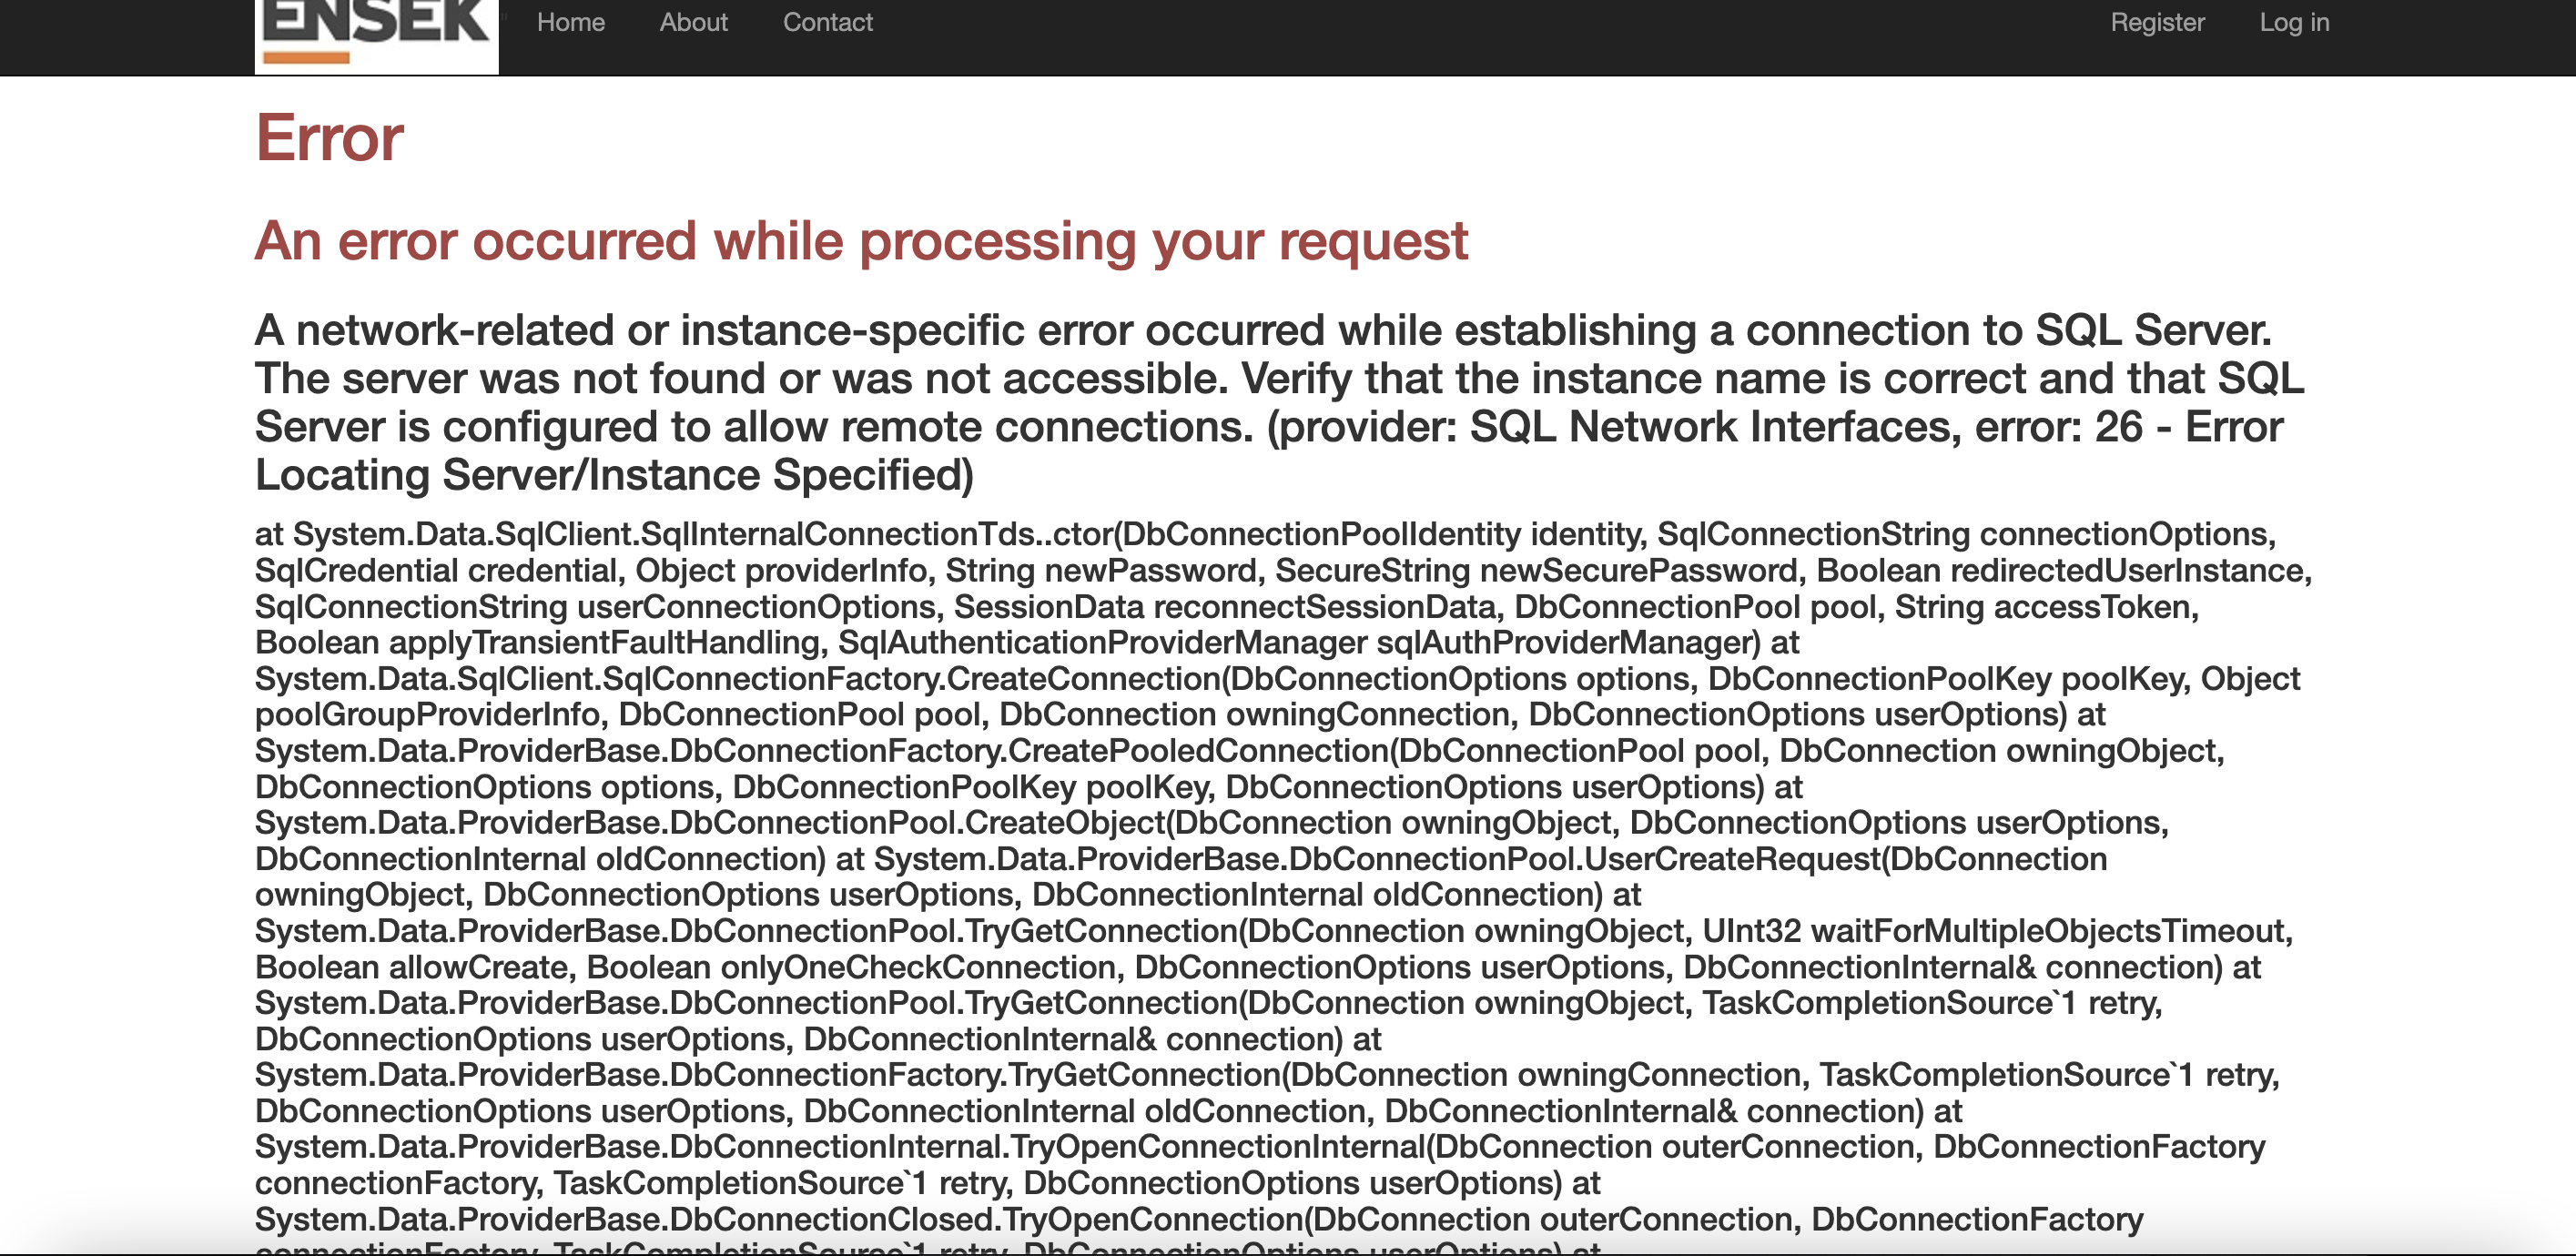 ENSEK
Home About Contact Register Log in
Error
An error occurred while processing your request
A network-related or instance-specific error occurred while establishing a connection to SQL Server.
The server was not found or was not accessible. Verify that the instance name is correct and that SQL
Server is configured to allow remote connections. (provider: SQL Network Interfaces, error: 26 - Error
Locating Server/Instance Specified)
at System.Data.SqlClient.SqlInternalConnectionTds..ctor(DbConnectionPoolIdentity identity, SqlConnectionString connectionOptions,
SqlCredential credential, Object providerInfo, String newPassword, SecureString newSecurePassword, Boolean redirectedUserInstance,
SqlConnectionString userConnectionOptions, SessionData reconnectSessionData, DbConnectionPool pool, String accessToken,
Boolean applyTransientFaultHandling, SqlAuthenticationProviderManager sqlAuthProviderManager) at
System.Data.SqlClient.SqlConnectionFactory.CreateConnection(DbConnectionOptions options, DbConnectionPoolKey poolKey, Object
poolGroupProviderInfo, DbConnectionPool pool, DbConnection owningConnection, DbConnectionOptions userOptions) at
System.Data.ProviderBase.DbConnectionFactory.CreatePooledConnection(DbConnectionPool pool, DbConnection owningObject,
DbConnectionOptions options, DbConnectionPoolKey poolKey, DbConnectionOptions userOptions) at
System.Data.ProviderBase.DbConnectionPool.CreateObject(DbConnection owningObject, DbConnectionOptions userOptions,
DbConnectionInternal oldConnection) at System.Data.ProviderBase.DbConnectionPool.UserCreateRequest(DbConnection
owningObject, DbConnectionOptions userOptions, DbConnectionInternal oldConnection) at
System.Data.ProviderBase.DbConnectionPool.TryGetConnection(DbConnection owningObject, UInt32 waitForMultipleObjectsTimeout,
Boolean allowCreate, Boolean onlyOneCheckConnection, DbConnectionOptions userOptions, DbConnectionInternal& connection) at
System.Data.ProviderBase.DbConnectionPool.TryGetConnection(DbConnection owningObject, TaskCompletionSource`1 retry,
DbConnectionOptions userOptions, DbConnectionInternal& connection) at
System.Data.ProviderBase.DbConnectionFactory.TryGetConnection(DbConnection owningConnection, TaskCompletionSource`1 retry,
DbConnectionOptions userOptions, DbConnectionInternal oldConnection, DbConnectionInternal& connection) at
System.Data.ProviderBase.DbConnectionInternal.TryOpenConnectionInternal(DbConnection outerConnection, DbConnectionFactory
connectionFactory, TaskCompletionSource`1 retry, DbConnectionOptions userOptions) at
System.Data.ProviderBase.DbConnectionClosed.TryOpenConnection(DbConnection outerConnection, DbConnectionFactory
connectionFactory, TaskCompletionSource`1 retry, DbConnectionOptions userOptions) at